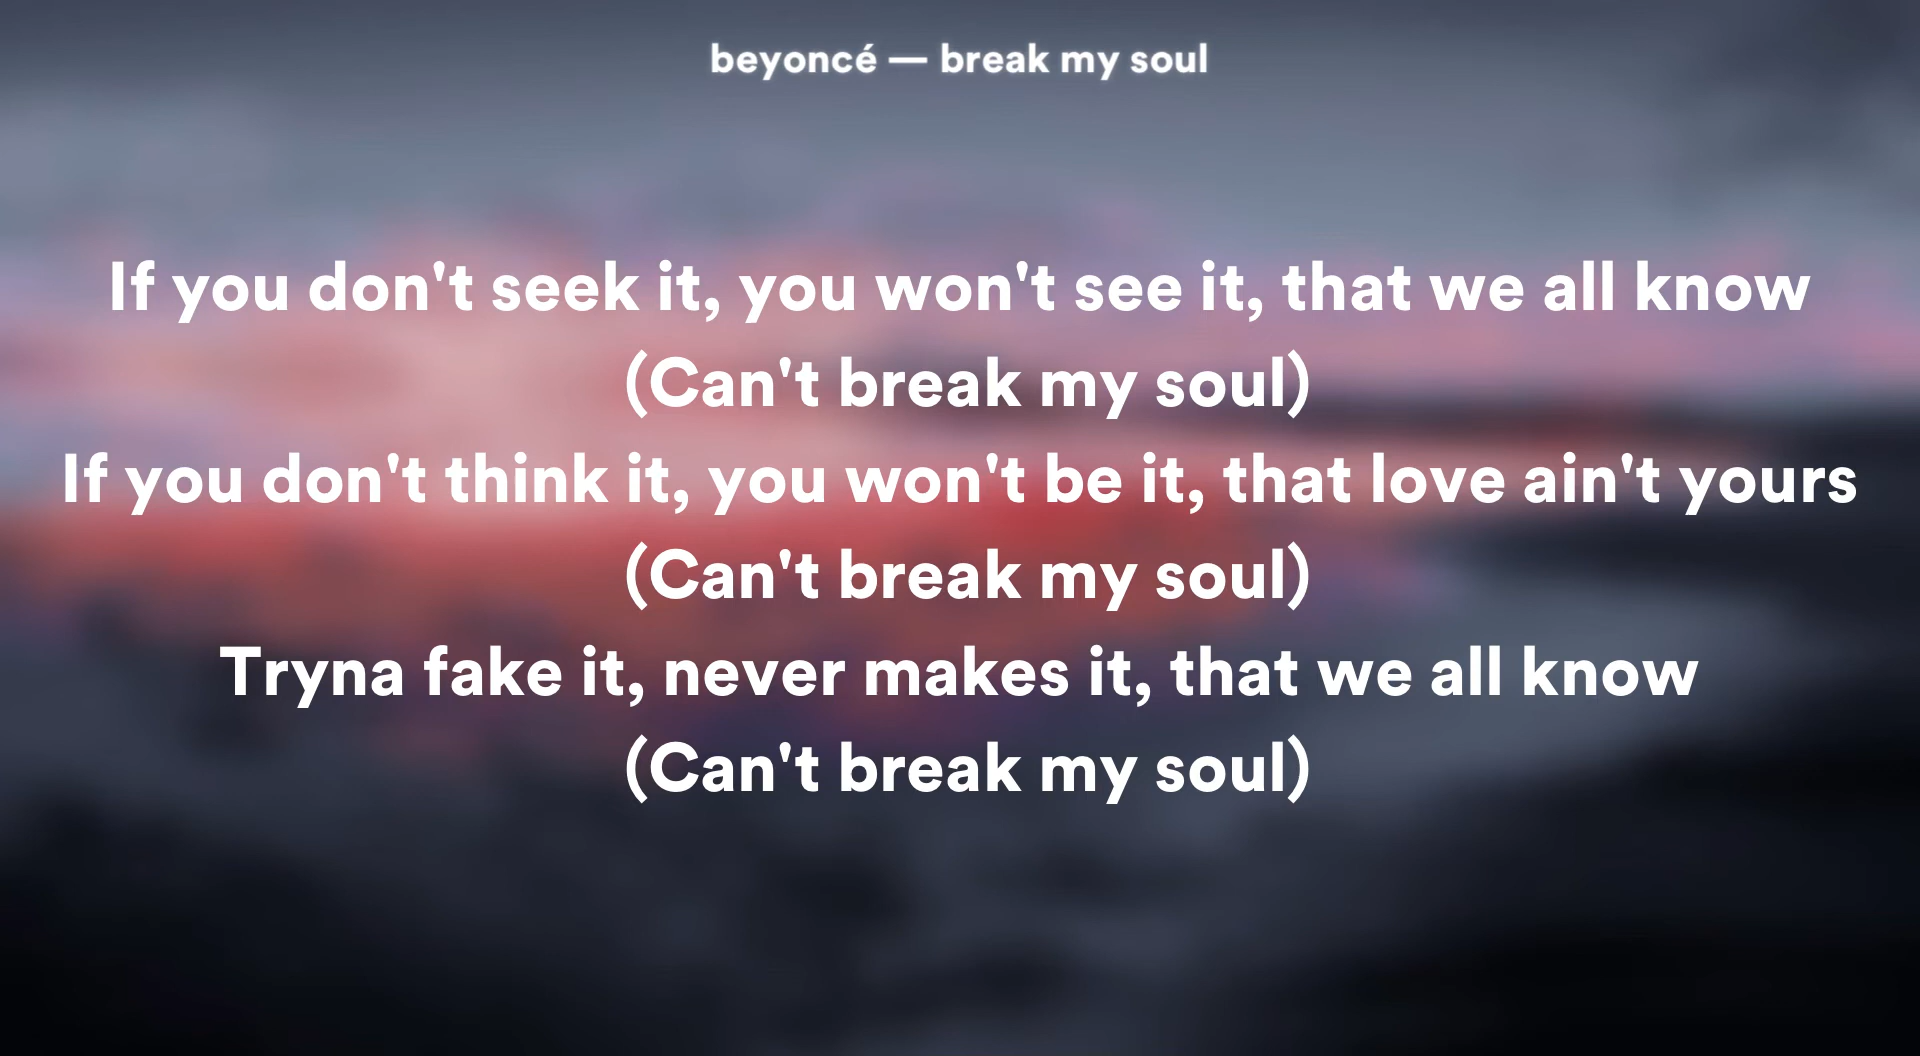 beyoncé — break my soul
If you don't seek it, you won't see it, that we all know
(Can't break my soul)
If you don't think it, you won't be it, that love ain't yours
(Can't break my soul)
Tryna fake it, never makes it, that we all know
(Can't break my soul)